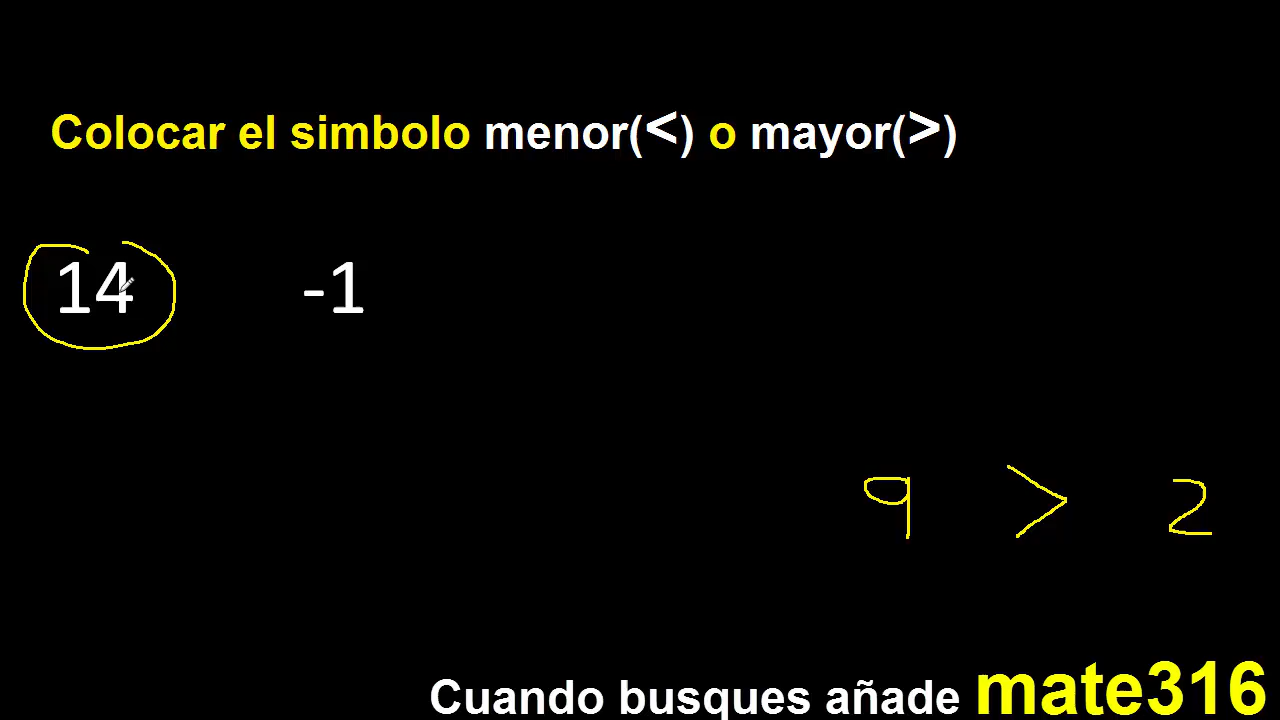 Colocar el simbolo menor(<) o mayor(>)
14 -1
9 > 2
Cuando busques añade mate316